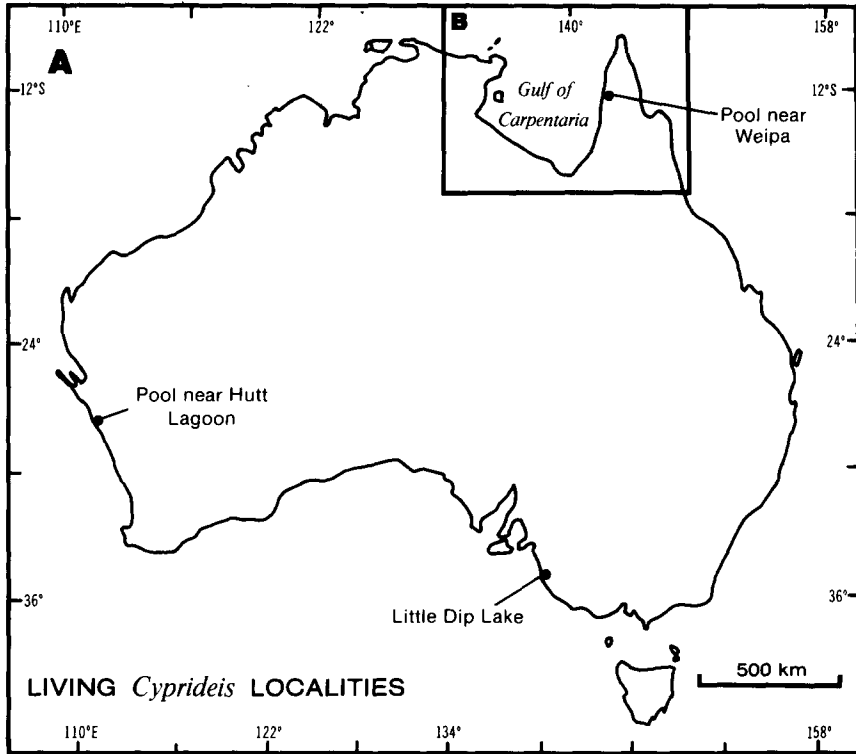 110°E 122° 140° 158°
A
B
12°S
12°S
Gulf of
Carpentaria
Pool near
Weipa
24°
24°
Pool near Hutt
Lagoon
36°
36°
Little Dip Lake
500 km
LIVING Cyprideis LOCALITIES
110°E 122° 134° 158°